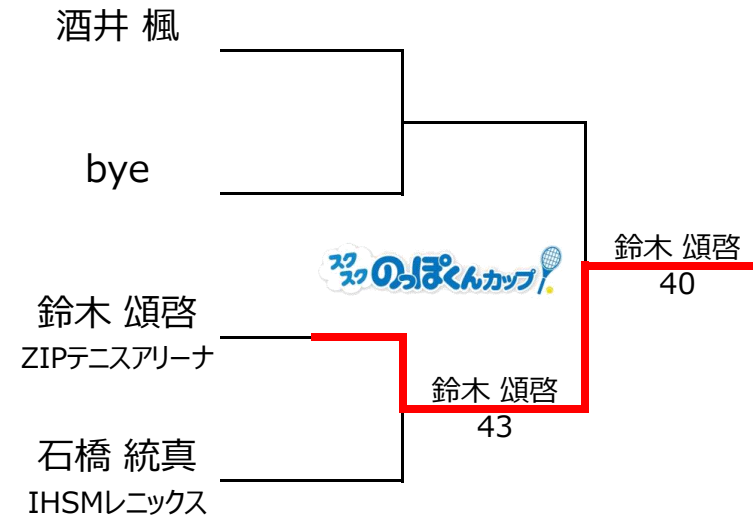 酒井 楓
bye
スクスク のっぽくんカップ!
鈴木 頌啓
40
鈴木 頌啓
ZIPテニスアリーナ
鈴木 頌啓
43
石橋 統真
IHSMレニックス